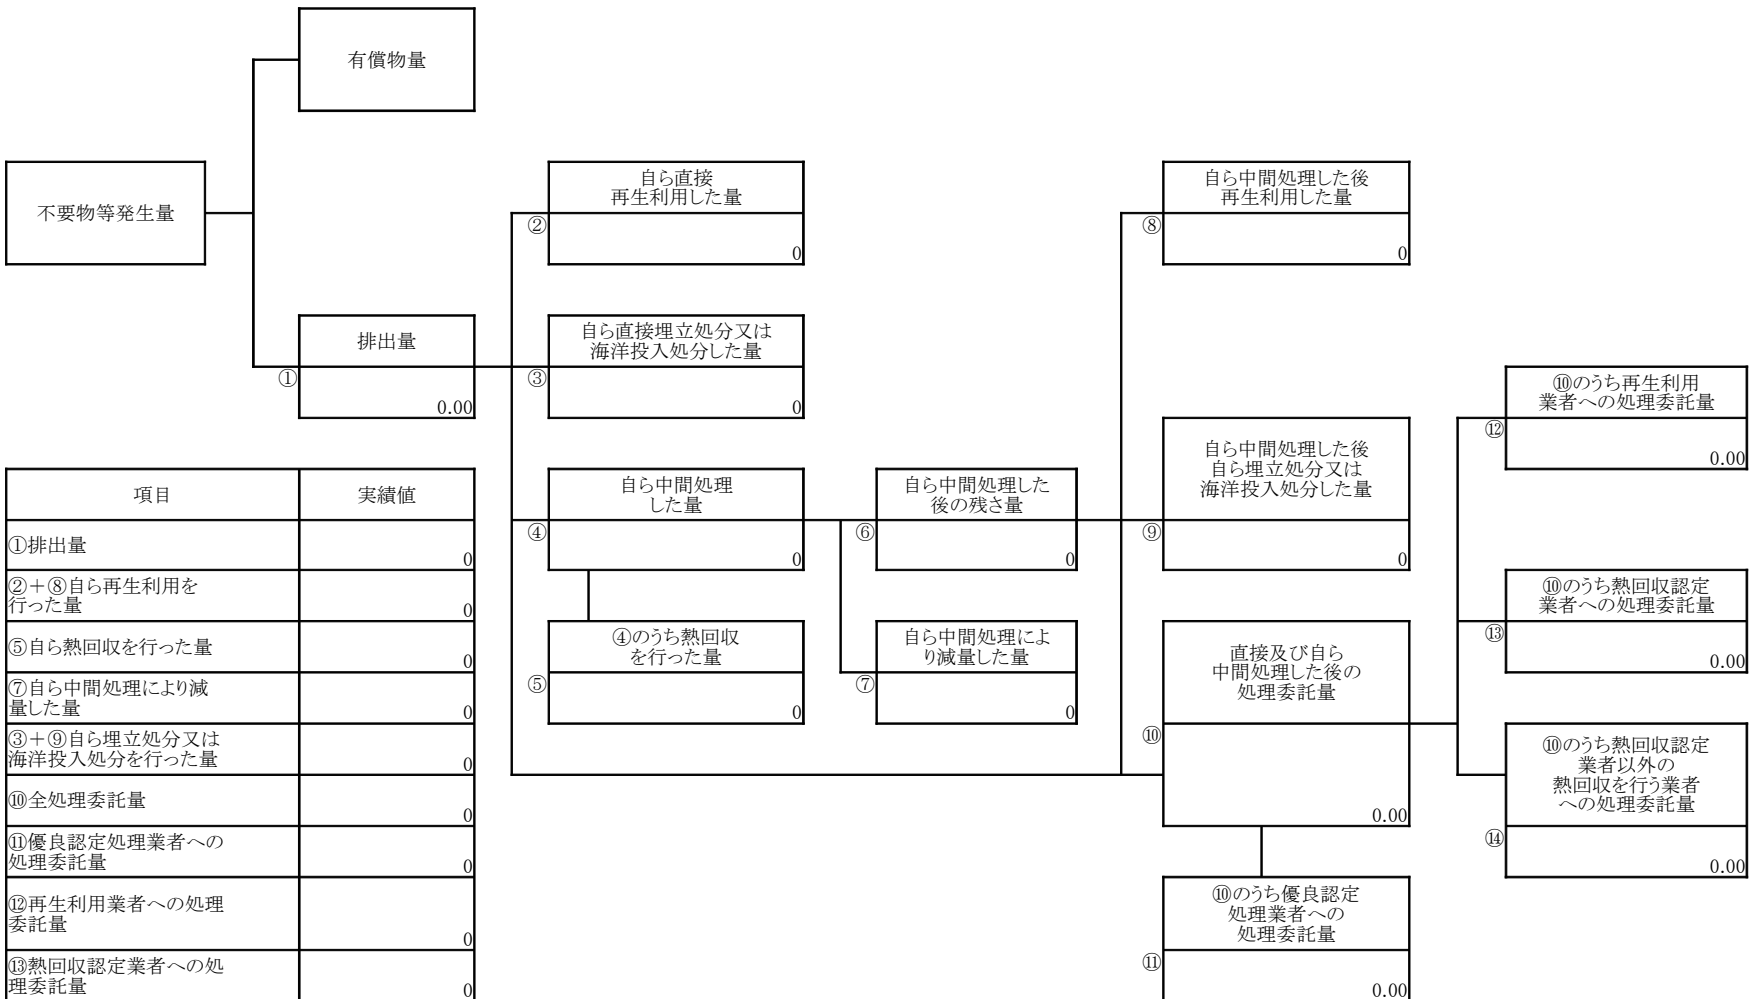 有償物量
不要物等発生量
排出量
①
0.00
自ら直接
再生利用した量
②
0
自ら直接埋立処分又は
海洋投入処分した量
③
0
自ら中間処理
した量
④
0
④のうち熱回収
を行った量
⑤
0
自ら中間処理した
後の残さ量
⑥
0
自ら中間処理によ
り減量した量
⑦
0
自ら中間処理した後
再生利用した量
⑧
0
自ら中間処理した後
自ら埋立処分又は
海洋投入処分した量
⑨
0
直接及び自ら
中間処理した後の
処理委託量
⑩
0.00
⑩のうち優良認定
処理業者への
処理委託量
⑪
0.00
⑩のうち再生利用
業者への処理委託量
⑫
0.00
⑩のうち熱回収認定
業者への処理委託量
⑬
0.00
⑩のうち熱回収認定
業者以外の
熱回収を行う業者
への処理委託量
⑭
0.00
項目 実績値
①排出量
0
②+⑧自ら再生利用を
行った量 0
⑤自ら熱回収を行った量
0
⑦自ら中間処理により減
量した量 0
③+⑨自ら埋立処分又は
海洋投入処分を行った量 0
⑩全処理委託量
0
⑪優良認定処理業者への
処理委託量 0
⑫再生利用業者への処理
委託量
0
⑬熱回収認定業者への処
理委託量 0